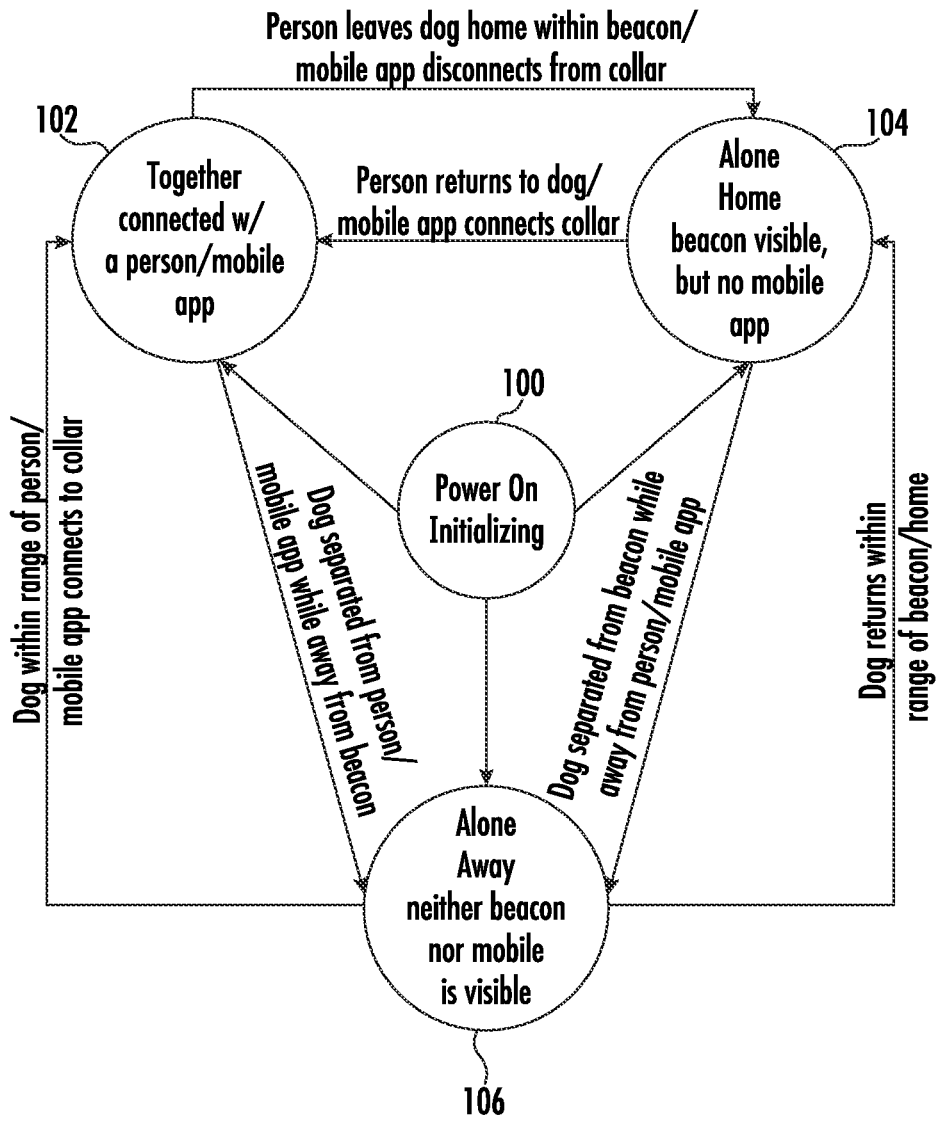 Person leaves dog home within beacon/
mobile app disconnects from collar
102
104
Together
connected w/
a person/mobile
app
Person returns to dog/
mobile app connects collar
Alone
Home
beacon visible,
but no mobile
app
100
Power On
Initializing
Dog within range of person/
mobile app connects to collar
Dog separated from person/
mobile app while away from beacon
Dog separated from beacon while
away from person/mobile app
Dog returns within
range of beacon/home
Alone
Away
neither beacon
nor mobile
is visible
106